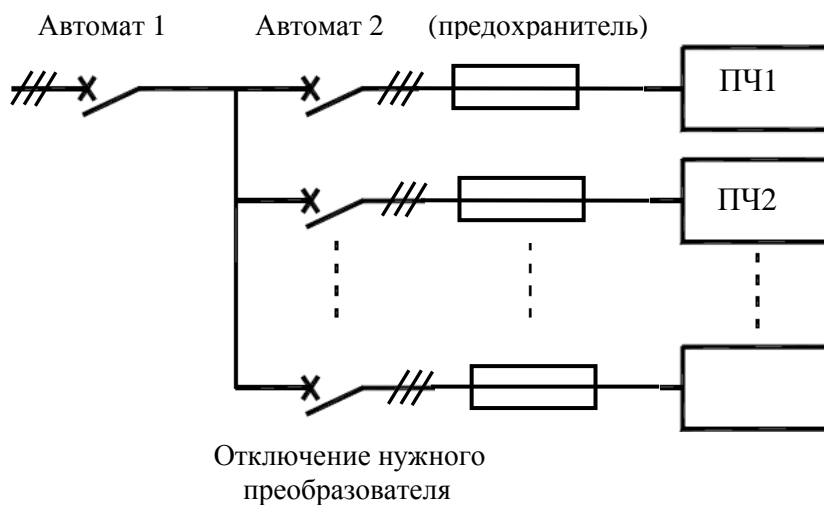 Автомат 1
Автомат 2
(предохранитель)
ПЧ1
ПЧ2
Отключение нужного
преобразователя